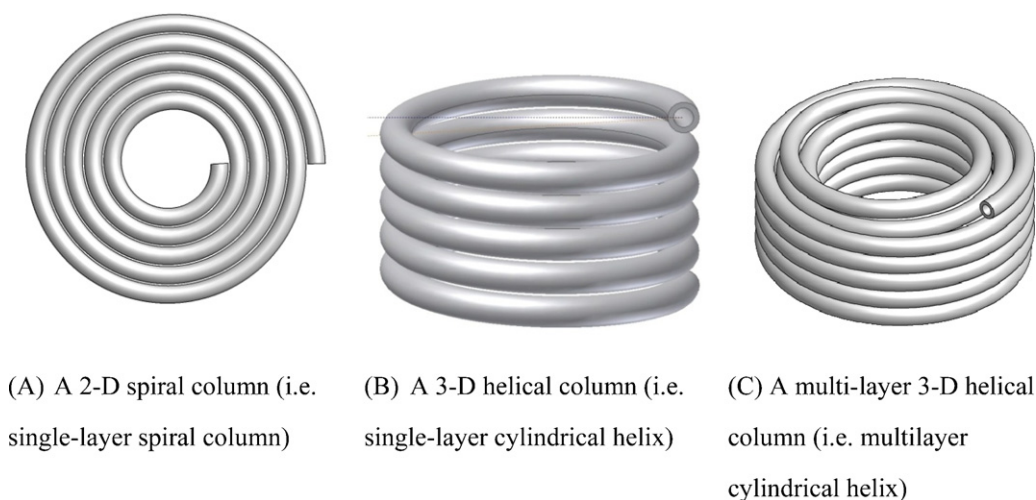 (A) A 2-D spiral column (i.e.
single-layer spiral column)
(B) A 3-D helical column (i.e.
single-layer cylindrical helix)
(C) A multi-layer 3-D helical
column (i.e. multilayer
cylindrical helix)